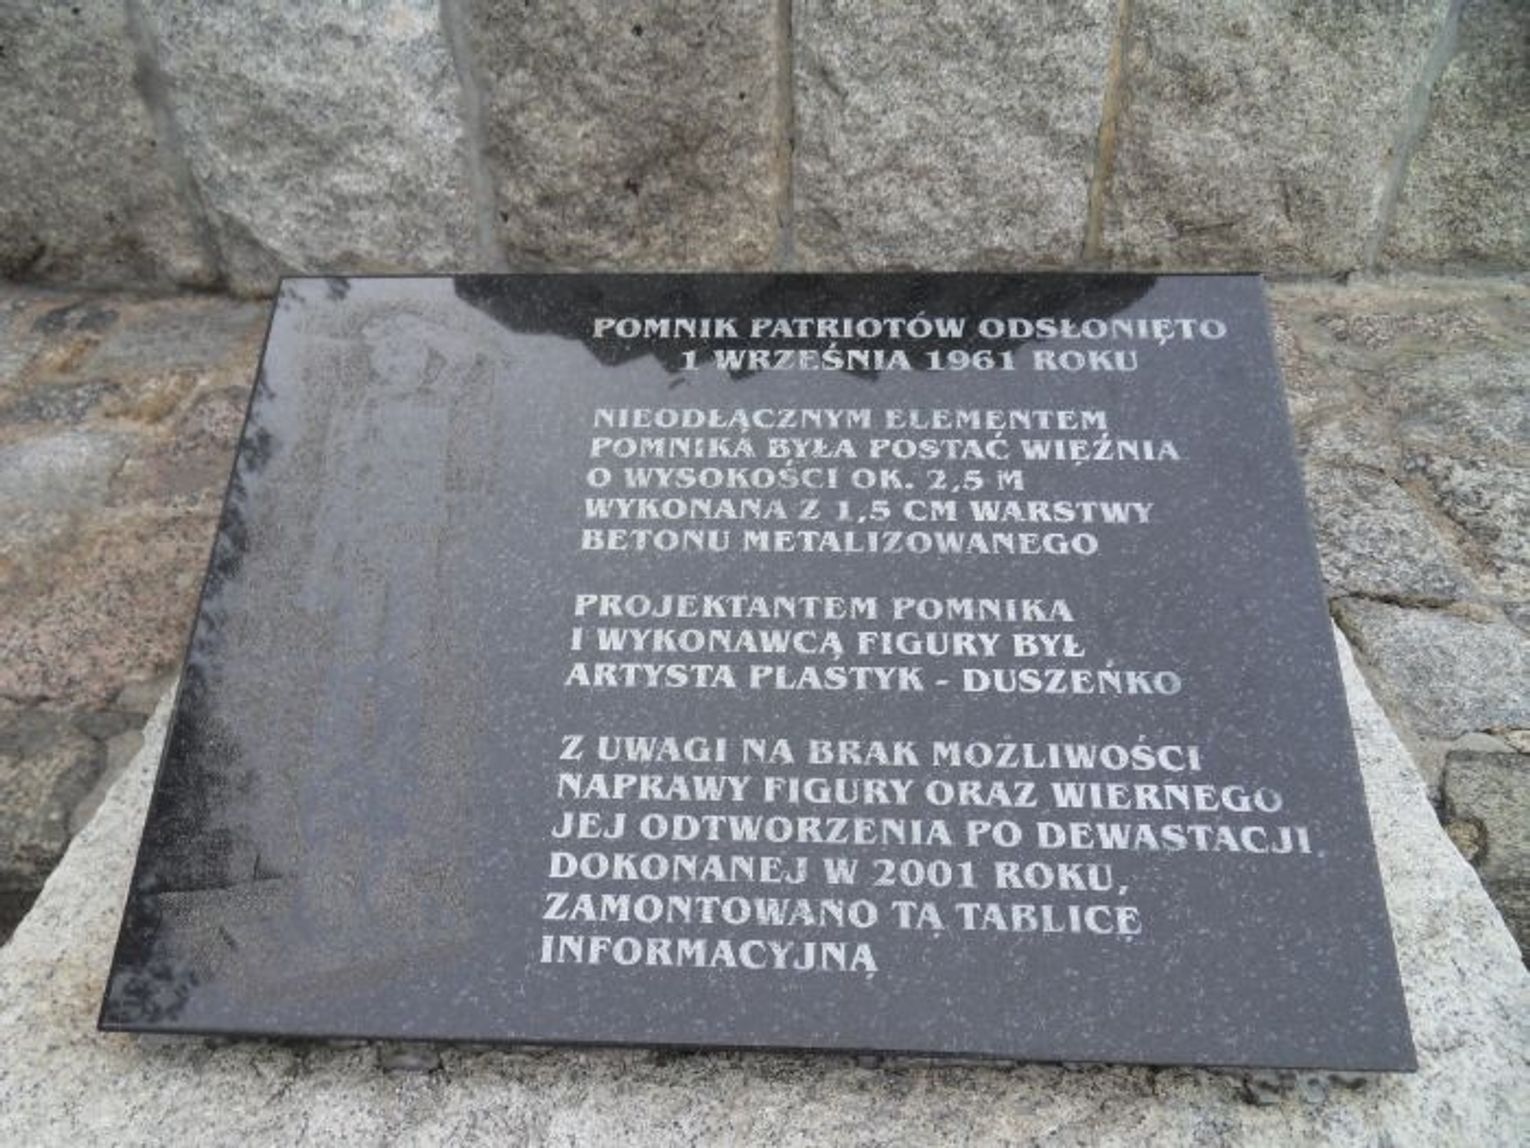 POMNIK PATRIOTÓW ODSŁONIĘTO
1 WRZEŚNIA 1961 ROKU
NIEODŁĄCZNYM ELEMENTEM
POMNIKA BYŁA POSTAĆ WIĘŹNIA
O WYSOKOŚCI OK. 2,5 M
WYKONANA Z 1,5 CM WARSTWY
BETONU METALIZOWANEGO
PROJEKTANTEM POMNIKA
I WYKONAWCĄ FIGURY BYŁ
ARTYSTA PLASTYK - DUSZEŃKO
Z UWAGI NA BRAK MOŻLIWOŚCI
NAPRAWY FIGURY ORAZ WIERNEGO
JEJ ODTWORZENIA PO DEWASTACJI
DOKONANEJ W 2001 ROKU,
ZAMONTOWANO TĄ TABLICĘ
INFORMACYJNĄ